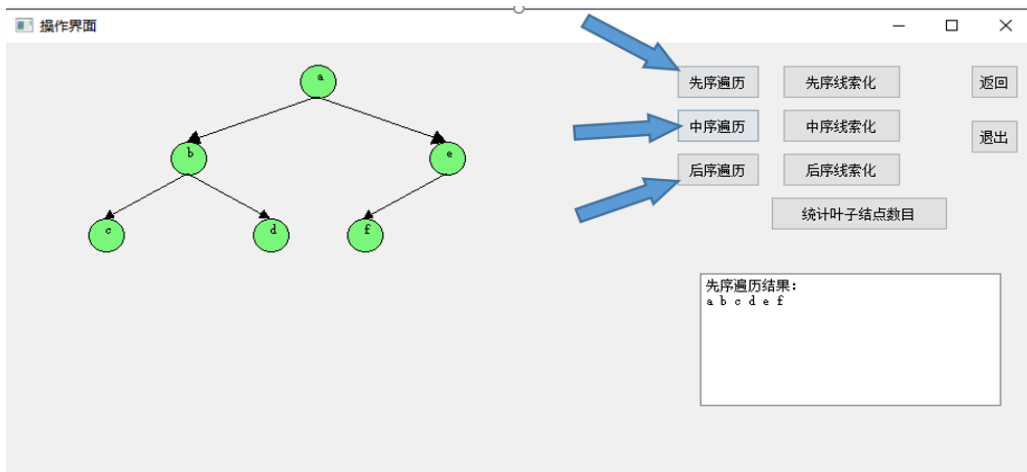 操作界面
a
b
e
c
d
f
先序遍历
先序线索化
返回
中序遍历
中序线索化
退出
后序遍历
后序线索化
统计叶子结点数目
先序遍历结果：
a b c d e f